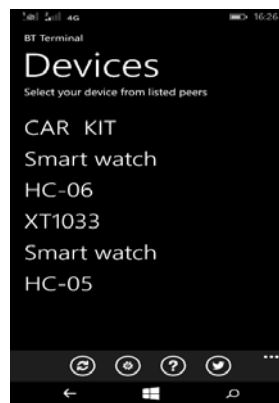 4G 16:26
BT Terminal
Devices
Select your device from listed peers
CAR KIT
Smart watch
HC-06
XT1033
Smart watch
HC-05